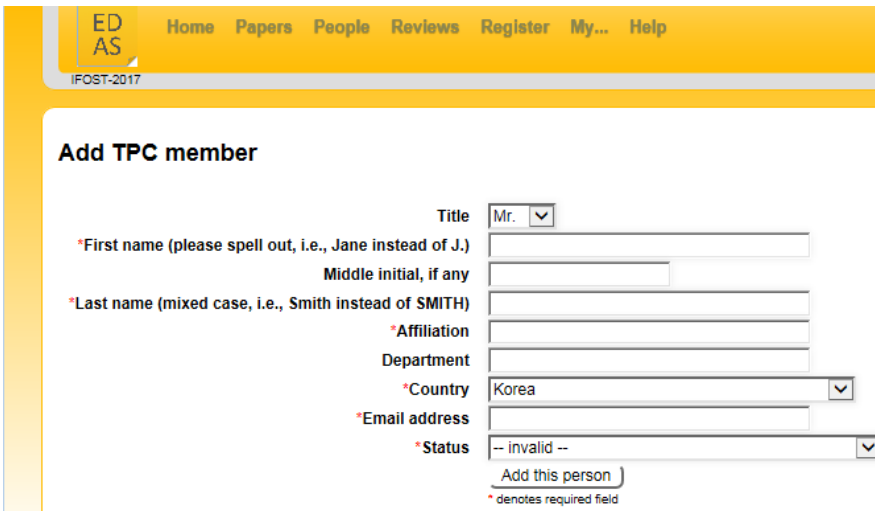 ED
AS
Home Papers People Reviews Register My... Help
IFOST-2017
Add TPC member
Title Mr.
*First name (please spell out, i.e., Jane instead of J.)
Middle initial, if any
*Last name (mixed case, i.e., Smith instead of SMITH)
*Affiliation
Department
*Country Korea
*Email address
*Status -- invalid --
Add this person
* denotes required field